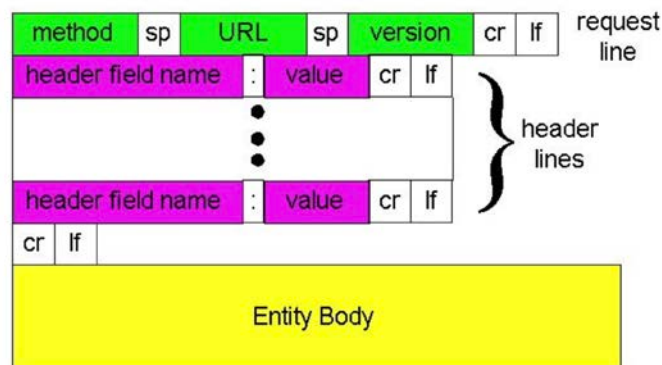 method sp URL sp version cr lf request line
header field name : value cr lf
header lines
header field name : value cr lf
cr lf
Entity Body